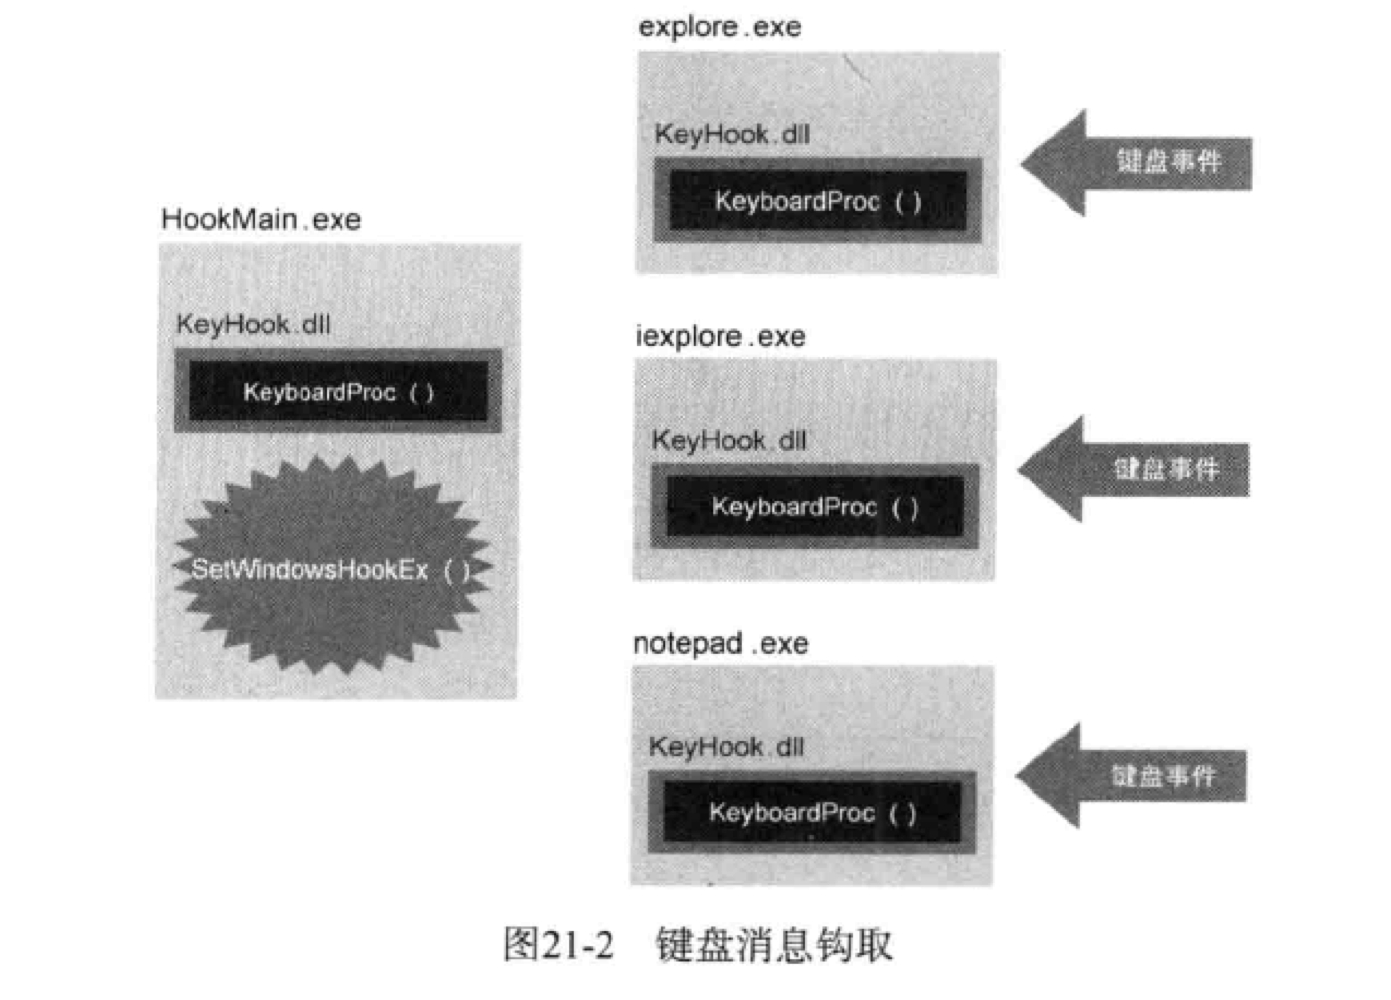 explore.exe
KeyHook.dll
KeyboardProc ( )
键盘事件
HookMain.exe
KeyHook.dll
KeyboardProc ( )
SetWindowsHookEx ( )
iexplore.exe
KeyHook.dll
KeyboardProc ( )
键盘事件
notepad.exe
KeyHook.dll
KeyboardProc ( )
键盘事件
图21-2 键盘消息钩取